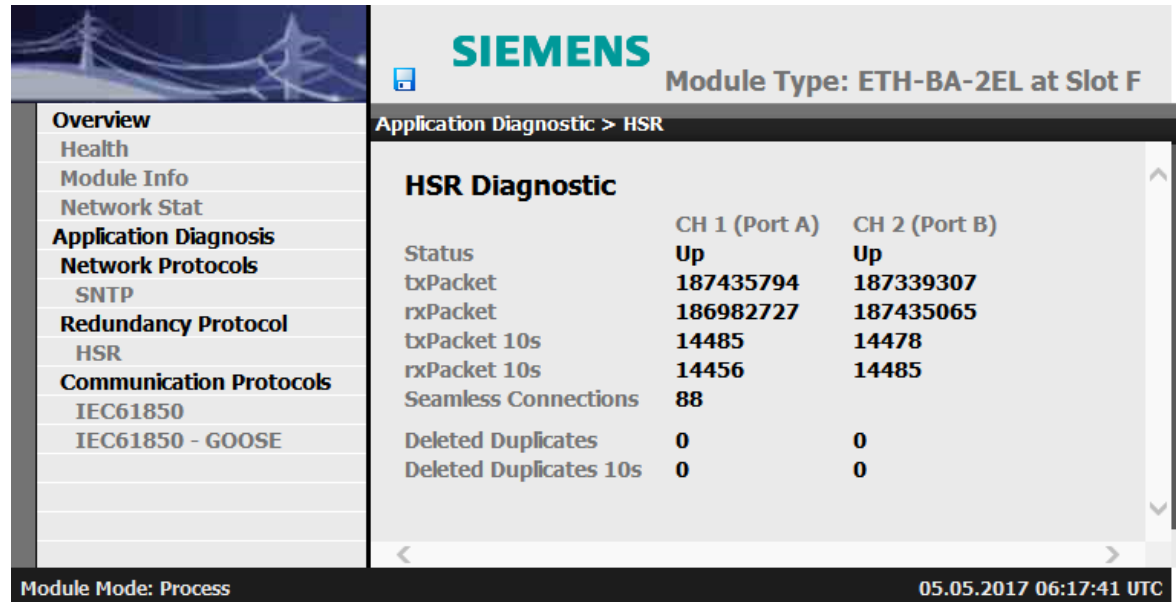 SIEMENS
Module Type: ETH-BA-2EL at Slot F
Overview
Health
Module Info
Network Stat
Application Diagnosis
Network Protocols
SNTP
Redundancy Protocol
HSR
Communication Protocols
IEC61850
IEC61850 - GOOSE
Application Diagnostic > HSR
HSR Diagnostic
CH 1 (Port A) CH 2 (Port B)
Status Up Up
txPacket 187435794 187339307
rxPacket 186982727 187435065
txPacket 10s 14485 14478
rxPacket 10s 14456 14485
Seamless Connections 88
Deleted Duplicates 0 0
Deleted Duplicates 10s 0 0
Module Mode: Process 05.05.2017 06:17:41 UTC